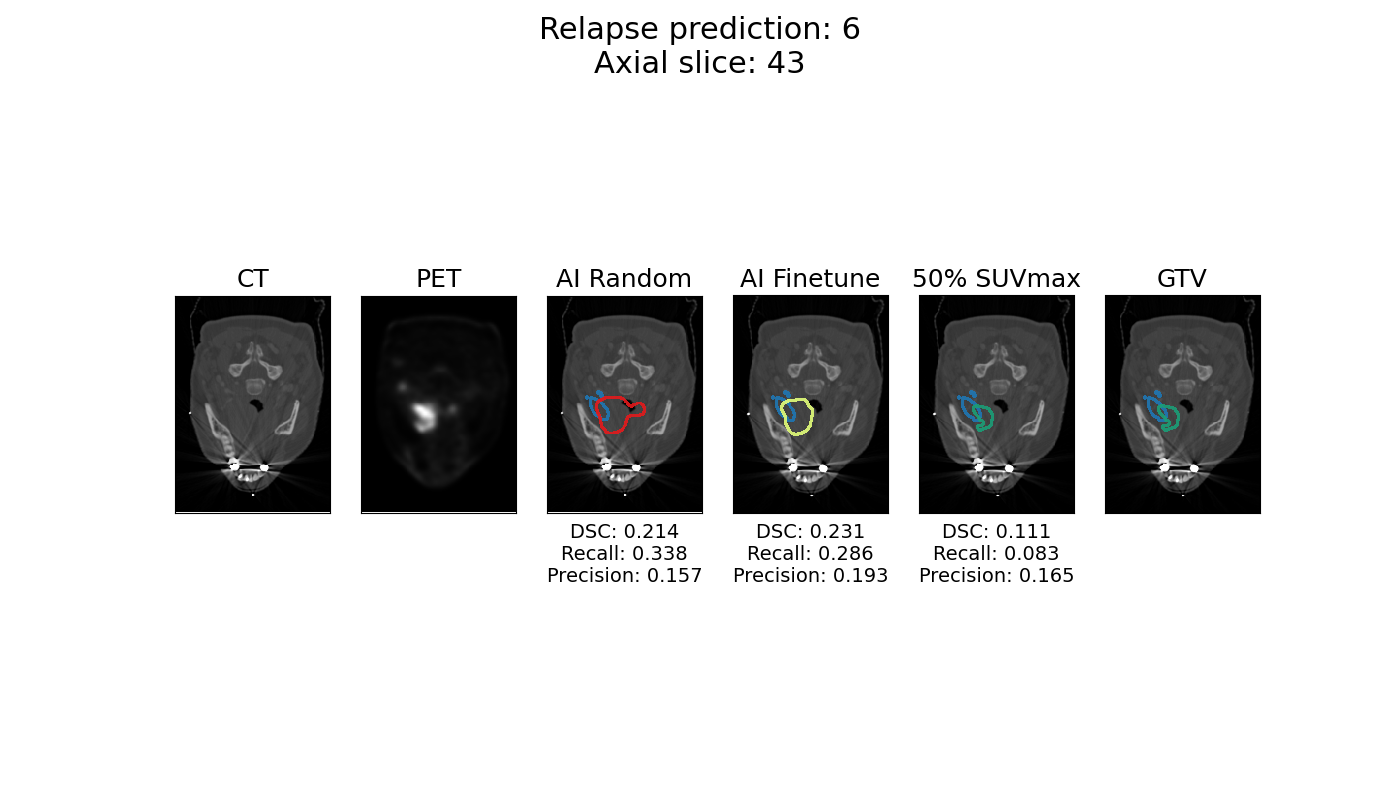 Relapse prediction: 6
Axial slice: 43
CT
PET
AI Random
AI Finetune
50% SUVmax
GTV
DSC: 0.214
Recall: 0.338
Precision: 0.157
DSC: 0.231
Recall: 0.286
Precision: 0.193
DSC: 0.111
Recall: 0.083
Precision: 0.165